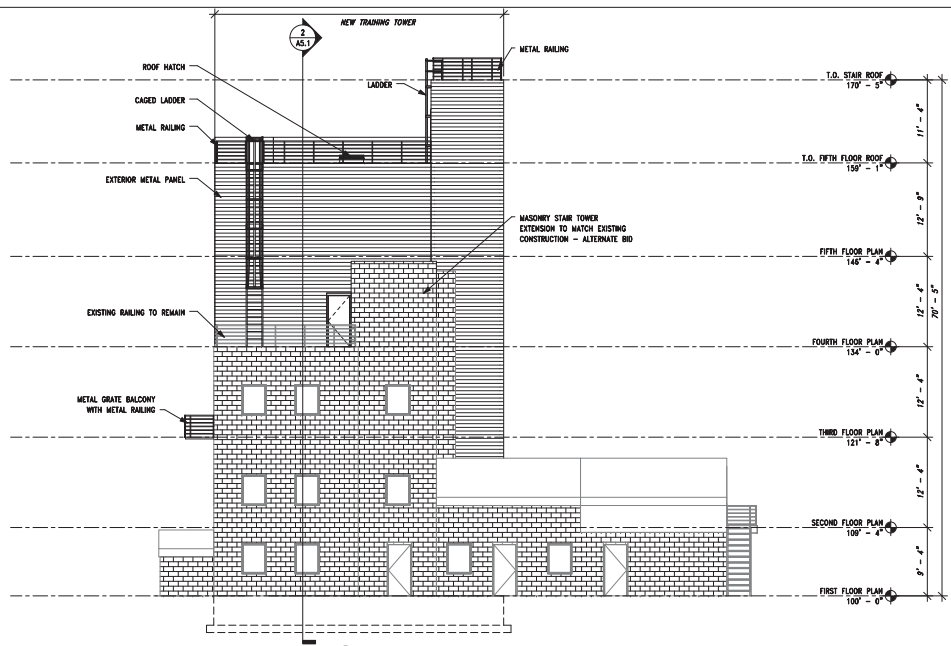 NEW TRAINING TOWER
2
A5.1
METAL RAILING
ROOF HATCH
LADDER
T.O. STAIR ROOF
170' - 5"
CAGED LADDER
11' - 4"
METAL RAILING
T.O. FIFTH FLOOR ROOF
159' - 1"
EXTERIOR METAL PANEL
12' - 9"
MASONRY STAIR TOWER
EXTENSION TO MATCH EXISTING
CONSTRUCTION - ALTERNATE BID
FIFTH FLOOR PLAN
146' - 4"
12' - 4"
70' - 5"
EXISTING RAILING TO REMAIN
FOURTH FLOOR PLAN
134' - 0"
METAL GRATE BALCONY
WITH METAL RAILING
12' - 4"
THIRD FLOOR PLAN
121' - 8"
12' - 4"
SECOND FLOOR PLAN
109' - 4"
9' - 4"
FIRST FLOOR PLAN
100' - 0"